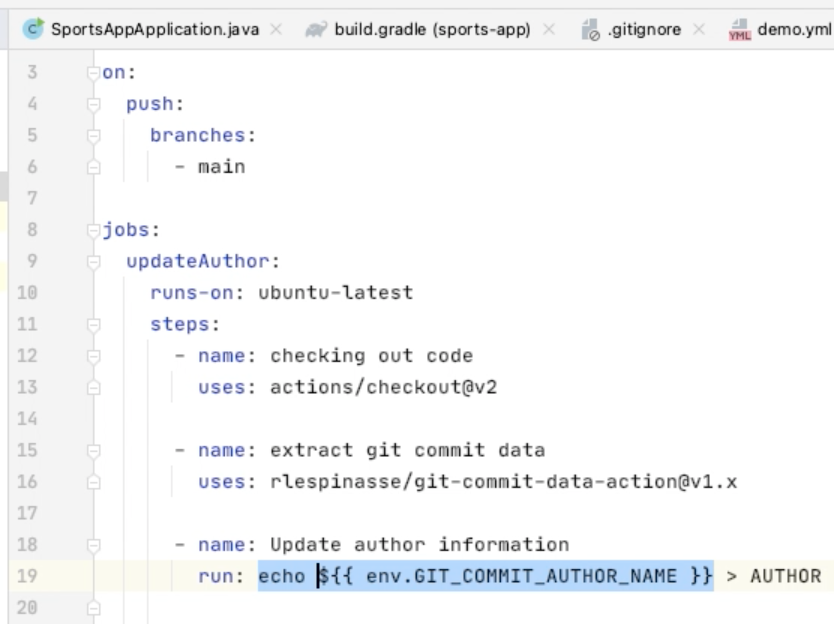 SportsAppApplication.java build.gradle (sports-app) .gitignore YML demo.yml
3 on:
4 push:
5 branches:
6 - main
7
8 jobs:
9 updateAuthor:
10 runs-on: ubuntu-latest
11 steps:
12 - name: checking out code
13 uses: actions/checkout@v2
14
15 - name: extract git commit data
16 uses: rlespinasse/git-commit-data-action@v1.x
17
18 - name: Update author information
19 run: echo ${{ env.GIT_COMMIT_AUTHOR_NAME }} > AUTHOR
20